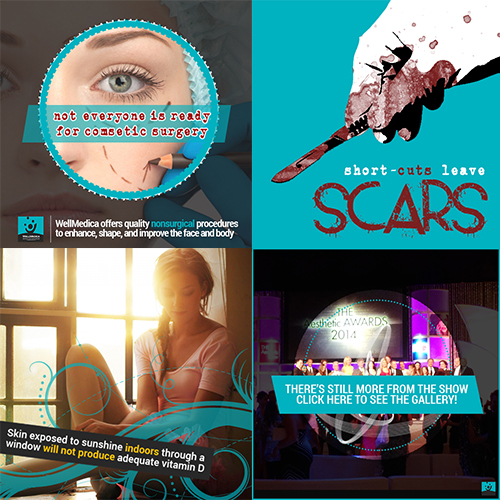 not everyone is ready
for comsetic surgery
WELLMEDICA
WellMedica offers quality nonsurgical procedures
to enhance, shape, and improve the face and body
short-cuts leave
SCARS
Skin exposed to sunshine indoors through a
window will not produce adequate vitamin D
THE
Aesthetic AWARDS
2014
THERE'S STILL MORE FROM THE SHOW
CLICK HERE TO SEE THE GALLERY!